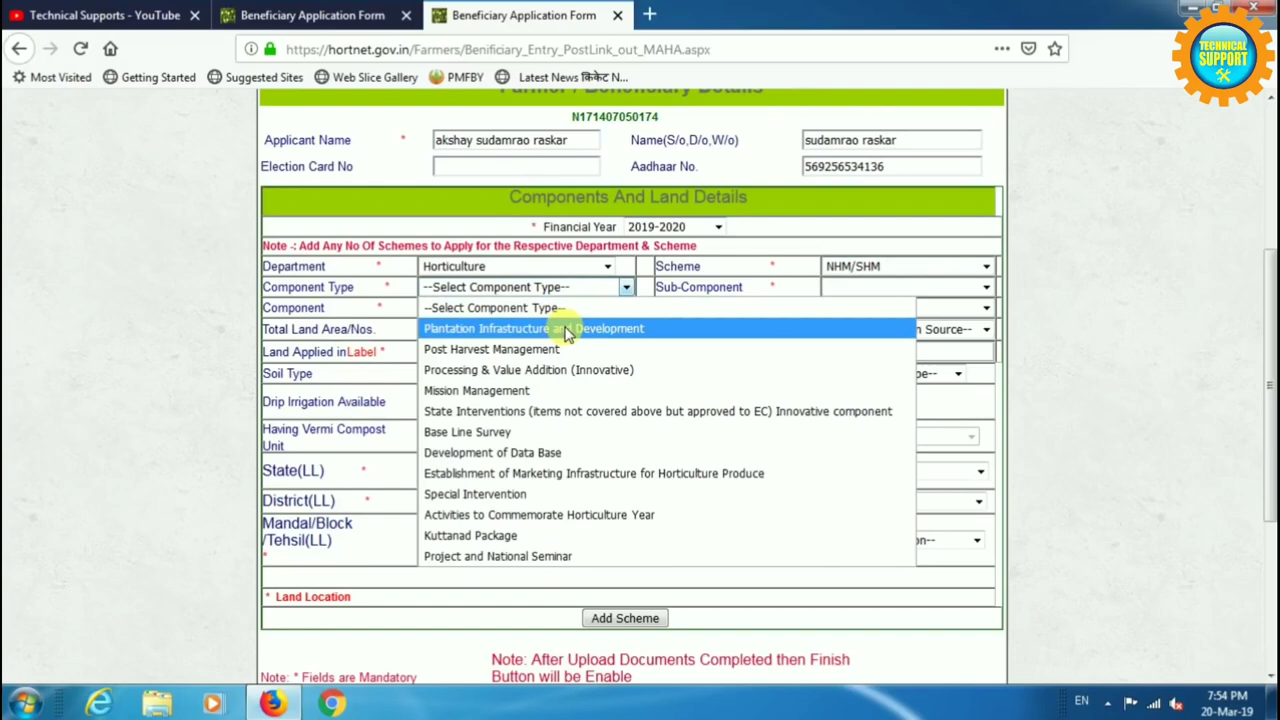 Technical Supports - YouTube
Beneficiary Application Form
Beneficiary Application Form
https://hortnet.gov.in/Farmers/Benificiary_Entry_PostLink_out_MAHA.aspx
TECHNICAL
SUPPORT
Most Visited Getting Started Suggested Sites Web Slice Gallery PMFBY Latest News क्रिकेट N...
Farmer / Beneficiary Details
N171407050174
Applicant Name * akshay sudamrao raskar Name(S/o,D/o,W/o) sudamrao raskar
Election Card No Aadhaar No. 569256534136
Components And Land Details
* Financial Year 2019-2020
Note -: Add Any No Of Schemes to Apply for the Respective Department & Scheme
Department * Horticulture Scheme * NHM/SHM
Component Type * --Select Component Type-- Sub-Component *
Component * --Select Component Type--
Total Land Area/Nos. Plantation Infrastructure and Development n Source--
Land Applied in Label * Post Harvest Management
Soil Type Processing & Value Addition (Innovative) pe--
Mission Management
Drip Irrigation Available State Interventions (items not covered above but approved to EC) Innovative component
Having Vermi Compost
Unit
Base Line Survey
Development of Data Base
State(LL) * Establishment of Marketing Infrastructure for Horticulture Produce
District(LL) * Special Intervention
Mandal/Block
/Tehsil(LL)
*
Activities to Commemorate Horticulture Year
Kuttanad Package on--
Project and National Seminar
* Land Location
Add Scheme
Note: After Upload Documents Completed then Finish
Button will be Enable
Note: * Fields are Mandatory
EN
7:54 PM
20-Mar-19